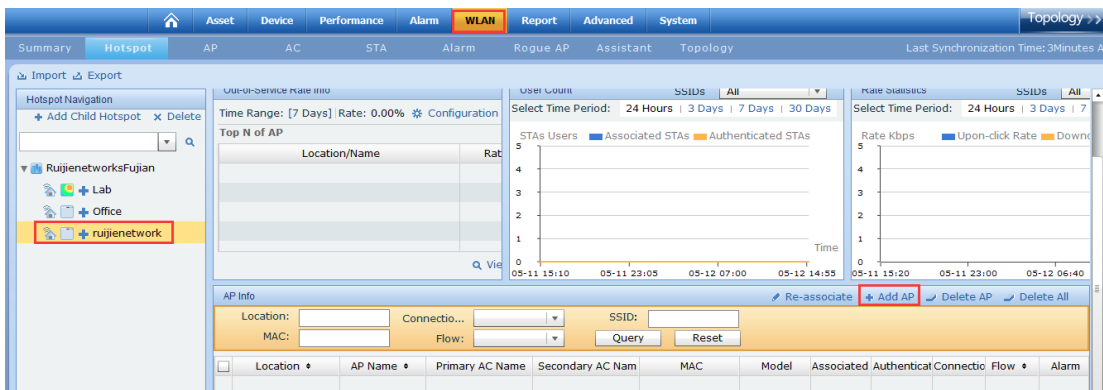 Asset Device Performance Alarm WLAN Report Advanced System Topology >>
Summary Hotspot AP AC STA Alarm Rogue AP Assistant Topology Last Synchronization Time:3Minutes A
Import Export
Hotspot Navigation
+ Add Child Hotspot × Delete
RuijienetworksFujian
Lab
Office
ruijienetwork
Out-of-Service Rate Info
Time Range: [7 Days] Rate: 0.00% Configuration
Top N of AP
Location/Name Rat
Vie
User Count SSIDs All
Select Time Period: 24 Hours | 3 Days | 7 Days | 30 Days
STAs Users Associated STAs Authenticated STAs
5
4
3
2
1
0
Time
05-11 15:10 05-11 23:05 05-12 07:00 05-12 14:55
Rate Statistics SSIDs All
Select Time Period: 24 Hours | 3 Days | 7
Rate Kbps Upon-click Rate Downc
5
4
3
2
1
0
05-11 15:20 05-11 23:00 05-12 06:40
AP Info Re-associate + Add AP Delete AP Delete All
Location: Connectio... SSID:
MAC: Flow: Query Reset
Location AP Name Primary AC Name Secondary AC Nam MAC Model Associated Authenticat Connectio Flow Alarm